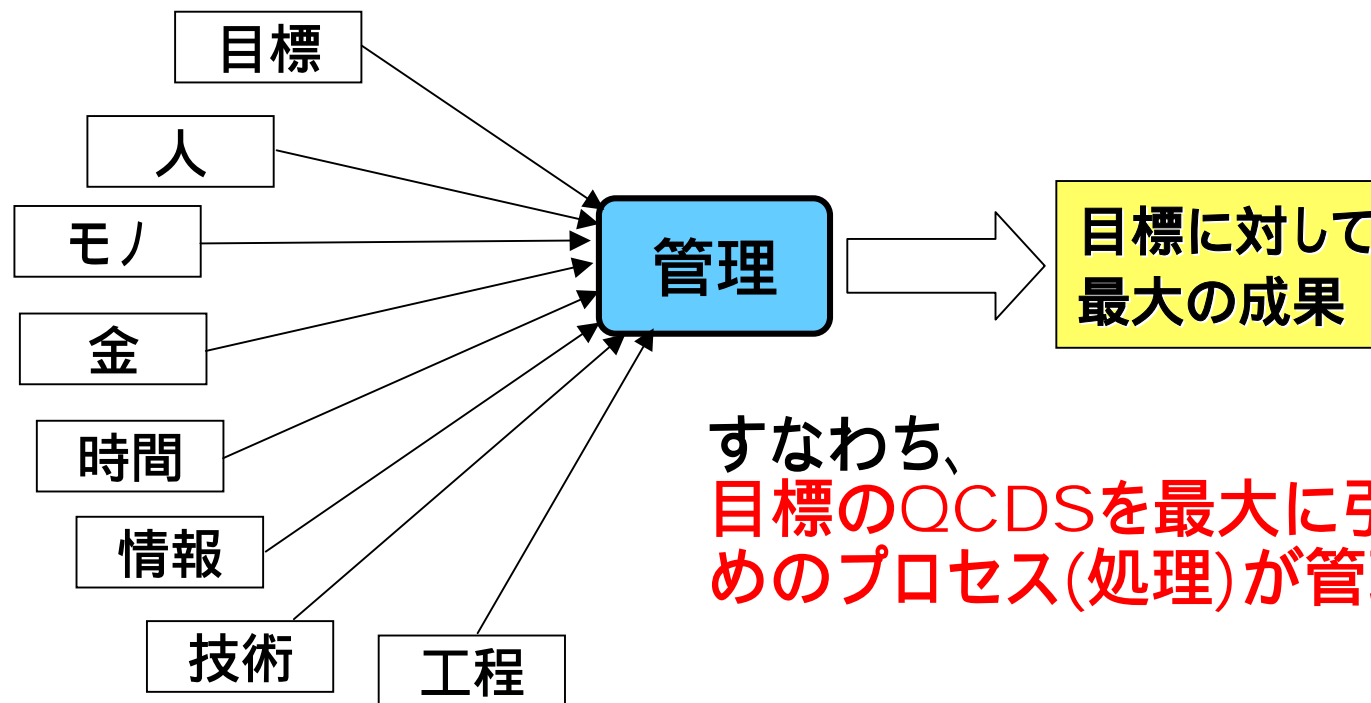 目標
人
モノ
金
時間
情報
技術
工程
管理
目標に対して
最大の成果
すなわち、
目標のQCDSを最大に引
めのプロセス(処理)が管